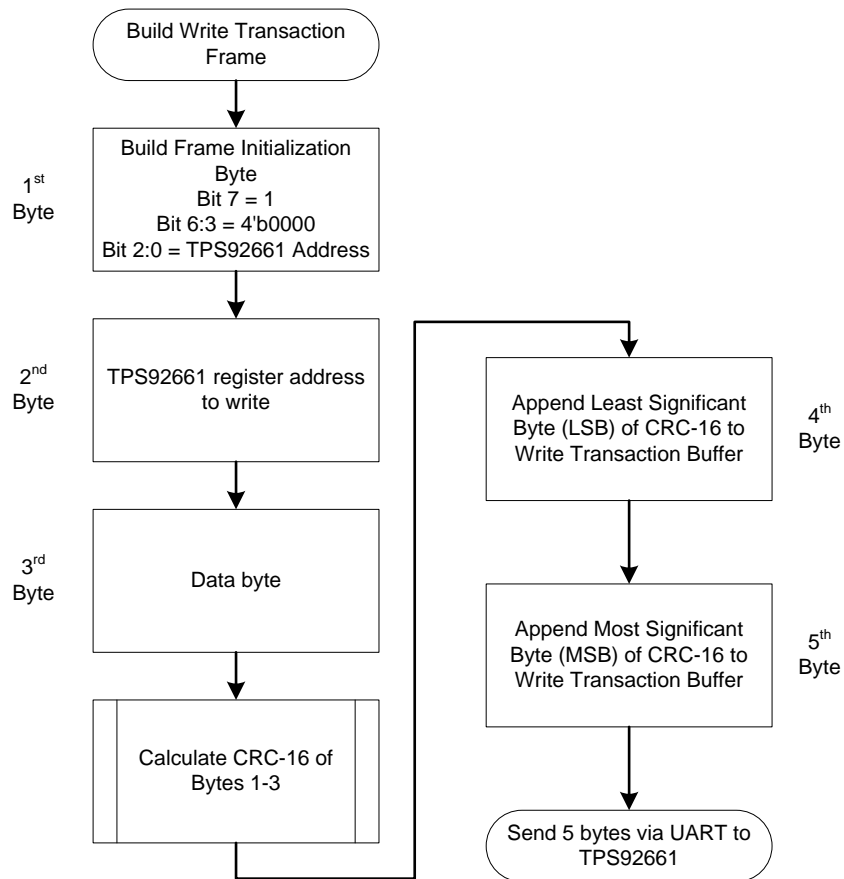 Build Write Transaction
Frame
1st
Byte
Build Frame Initialization
Byte
Bit 7 = 1
Bit 6:3 = 4'b0000
Bit 2:0 = TPS92661 Address
2nd
Byte
TPS92661 register address
to write
3rd
Byte
Data byte
Calculate CRC-16 of
Bytes 1-3
Append Least Significant
Byte (LSB) of CRC-16 to
Write Transaction Buffer
4th
Byte
Append Most Significant
Byte (MSB) of CRC-16 to
Write Transaction Buffer
5th
Byte
Send 5 bytes via UART to
TPS92661